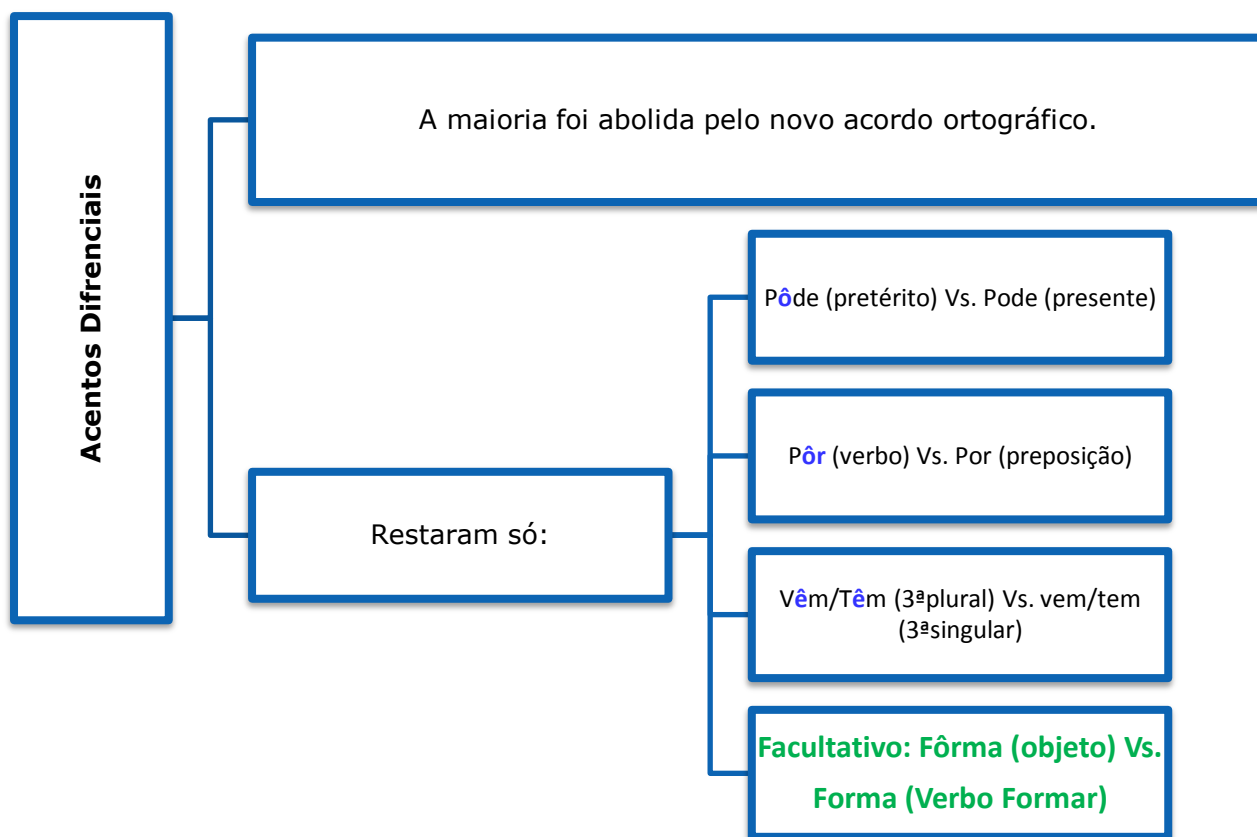 Acentos Difrenciais
A maioria foi abolida pelo novo acordo ortográfico.
Restaram só:
Pôde (pretérito) Vs. Pode (presente)
Pôr (verbo) Vs. Por (preposição)
Vêm/Têm (3ªplural) Vs. vem/tem
(3ªsingular)
Facultativo: Fôrma (objeto) Vs.
Forma (Verbo Formar)